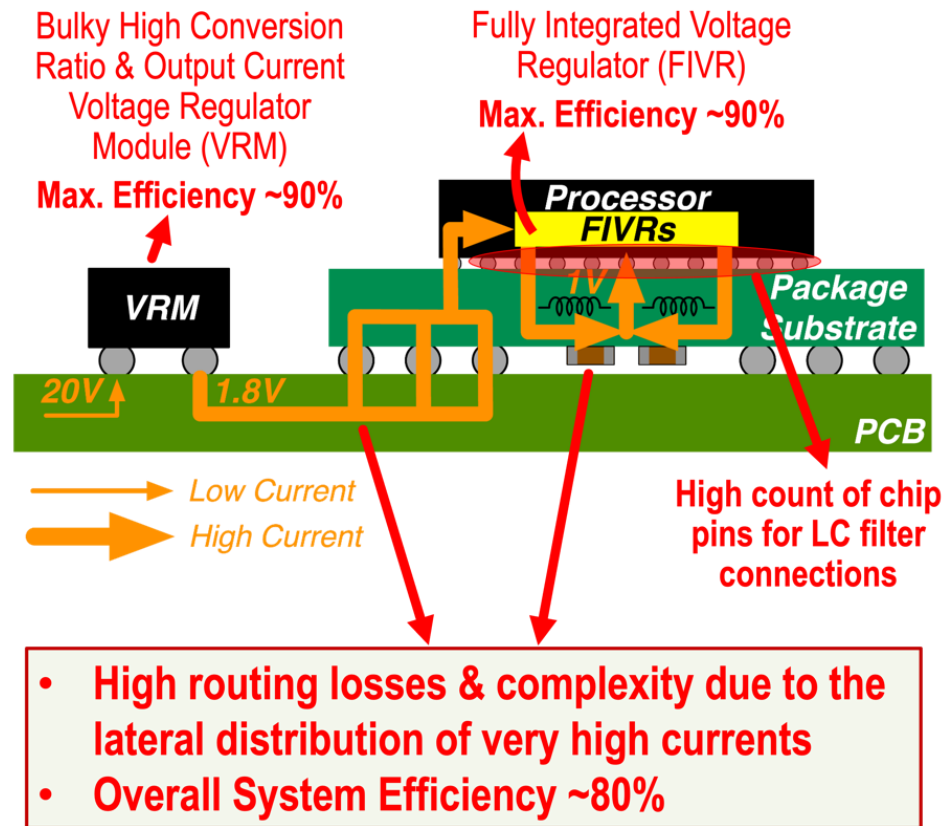 Bulky High Conversion
Ratio & Output Current
Voltage Regulator
Module (VRM)
Max. Efficiency ~90%
Fully Integrated Voltage
Regulator (FIVR)
Max. Efficiency ~90%
Processor
FIVRs
VRM
1V
Package
Substrate
20V
1.8V
PCB
Low Current
High Current
High count of chip
pins for LC filter
connections
• High routing losses & complexity due to the
lateral distribution of very high currents
• Overall System Efficiency ~80%